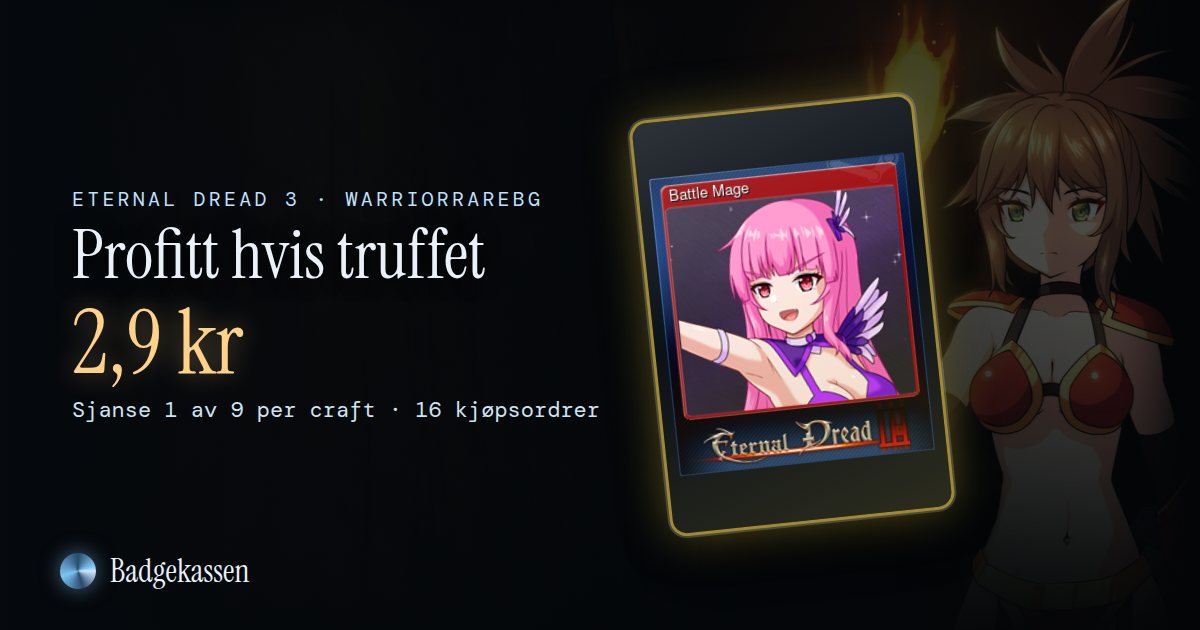 ETERNAL DREAD 3 · WARRIORRAREBG
Profitt hvis truffet
2,9 kr
Sjanse 1 av 9 per craft · 16 kjøpsordrer
Battle Mage
Eternal Dread III
Badgekassen